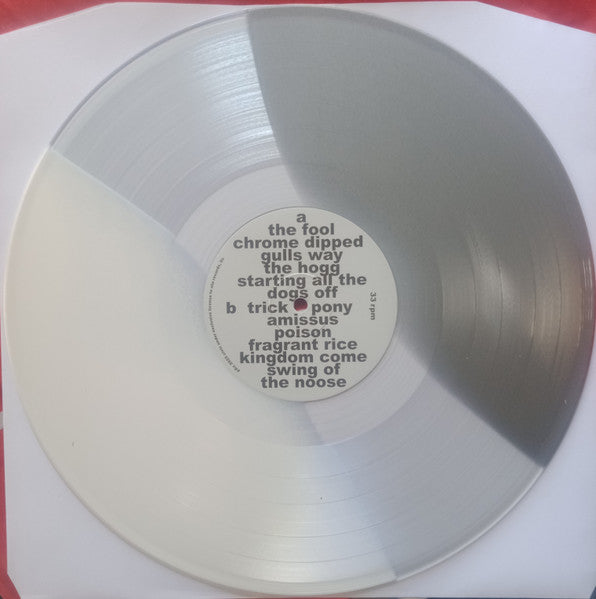 a
the fool
chrome dipped
gulls way
the hogg
starting all the
dogs off
b trick pony
amissus
poison
fragrant rice
kingdom come
swing of
the noose
33 rpm